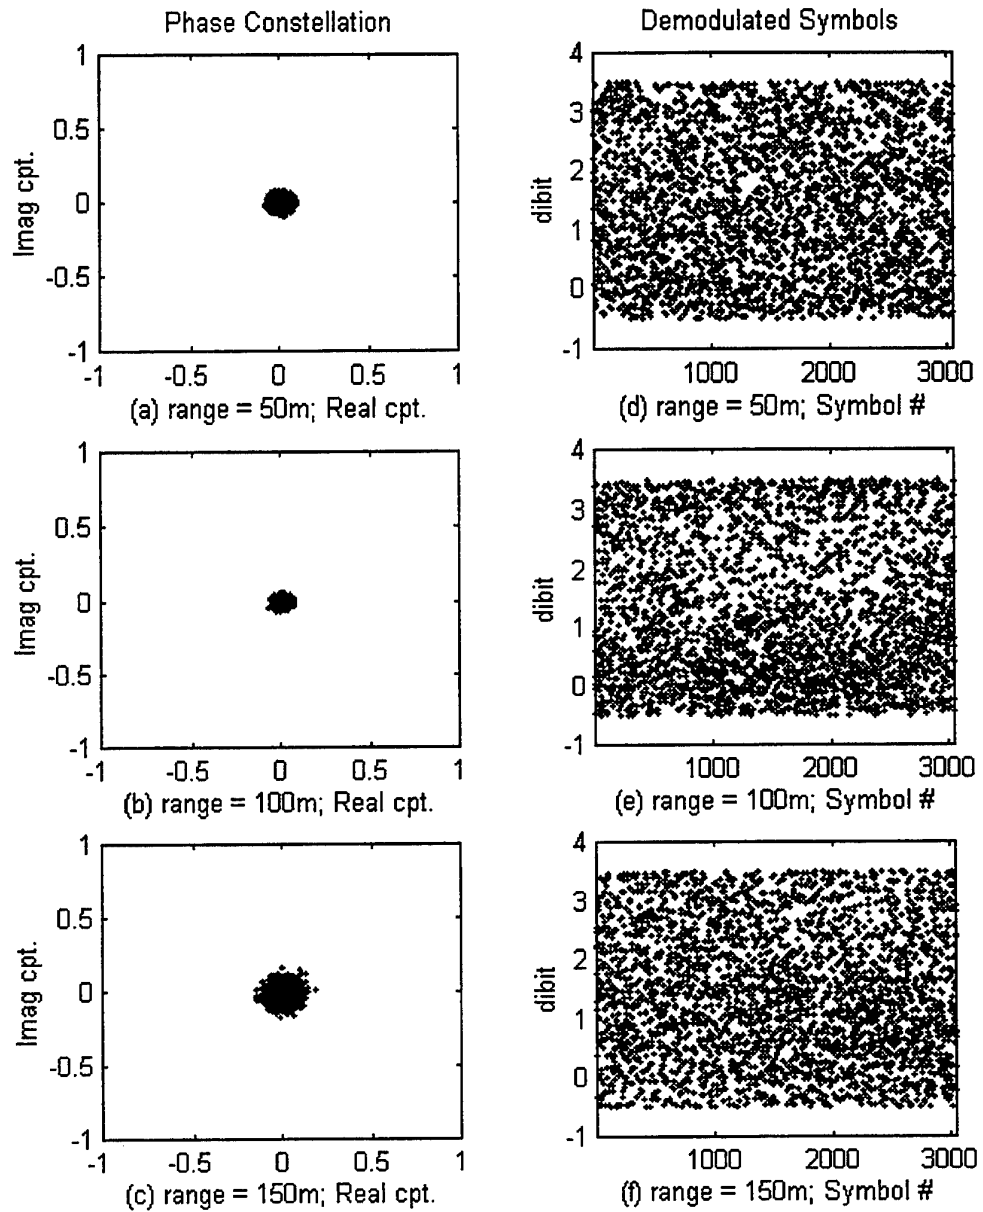 Phase Constellation
Demodulated Symbols
1
0.5
0
-0.5
-1
Imag cpt.
-1 -0.5 0 0.5 1
(a) range = 50m; Real cpt.
4
3
2
1
0
-1
dibit
1000 2000 3000
(d) range = 50m; Symbol #
1
0.5
0
-0.5
-1
Imag cpt.
-1 -0.5 0 0.5 1
(b) range = 100m; Real cpt.
4
3
2
1
0
-1
dibit
1000 2000 3000
(e) range = 100m; Symbol #
1
0.5
0
-0.5
-1
Imag cpt.
-1 -0.5 0 0.5 1
(c) range = 150m; Real cpt.
4
3
2
1
0
-1
dibit
1000 2000 3000
(f) range = 150m; Symbol #